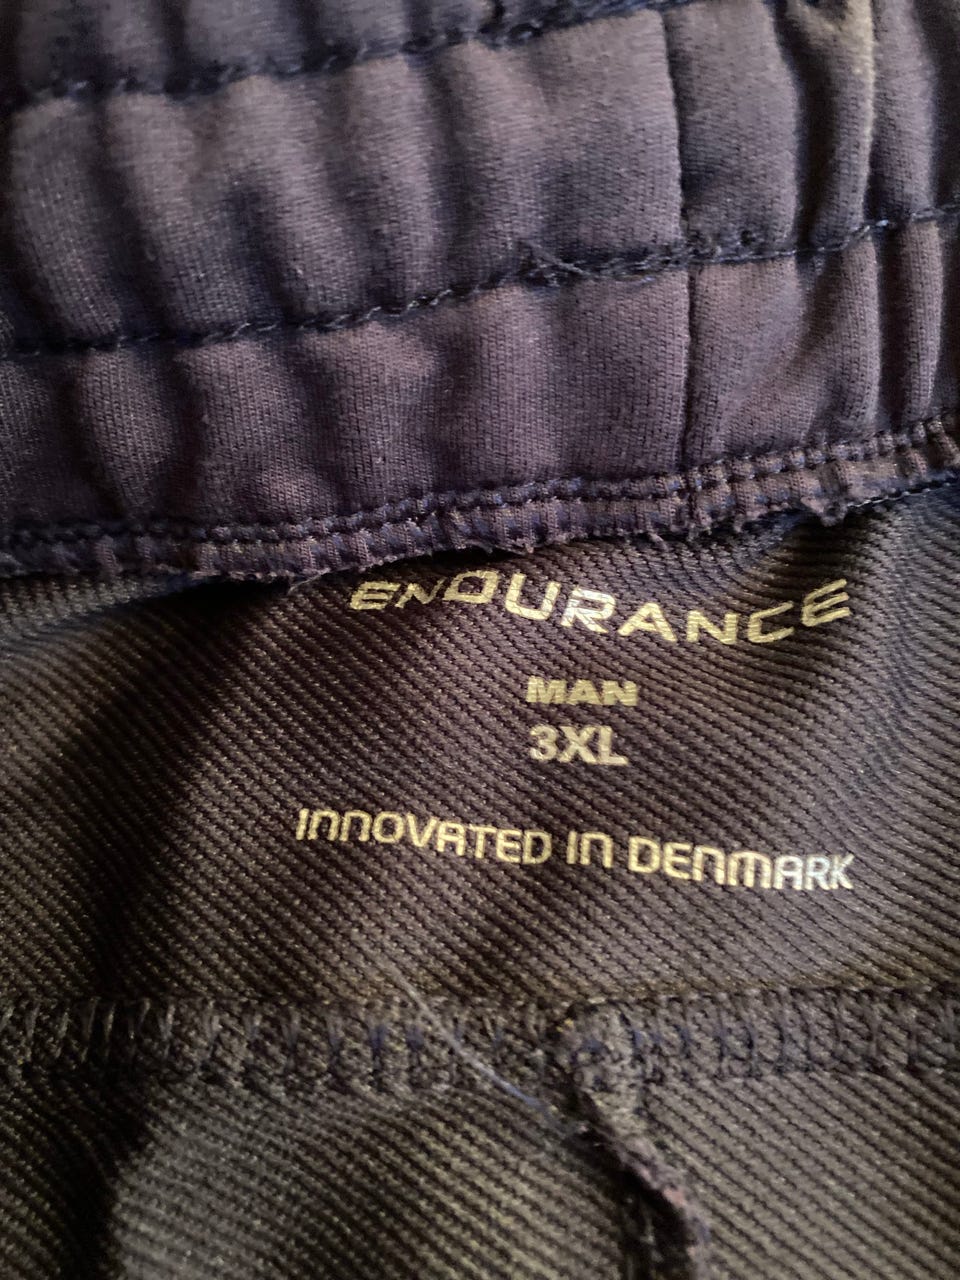 ENDURANCE
MAN
3XL
INNOVATED IN DENMARK